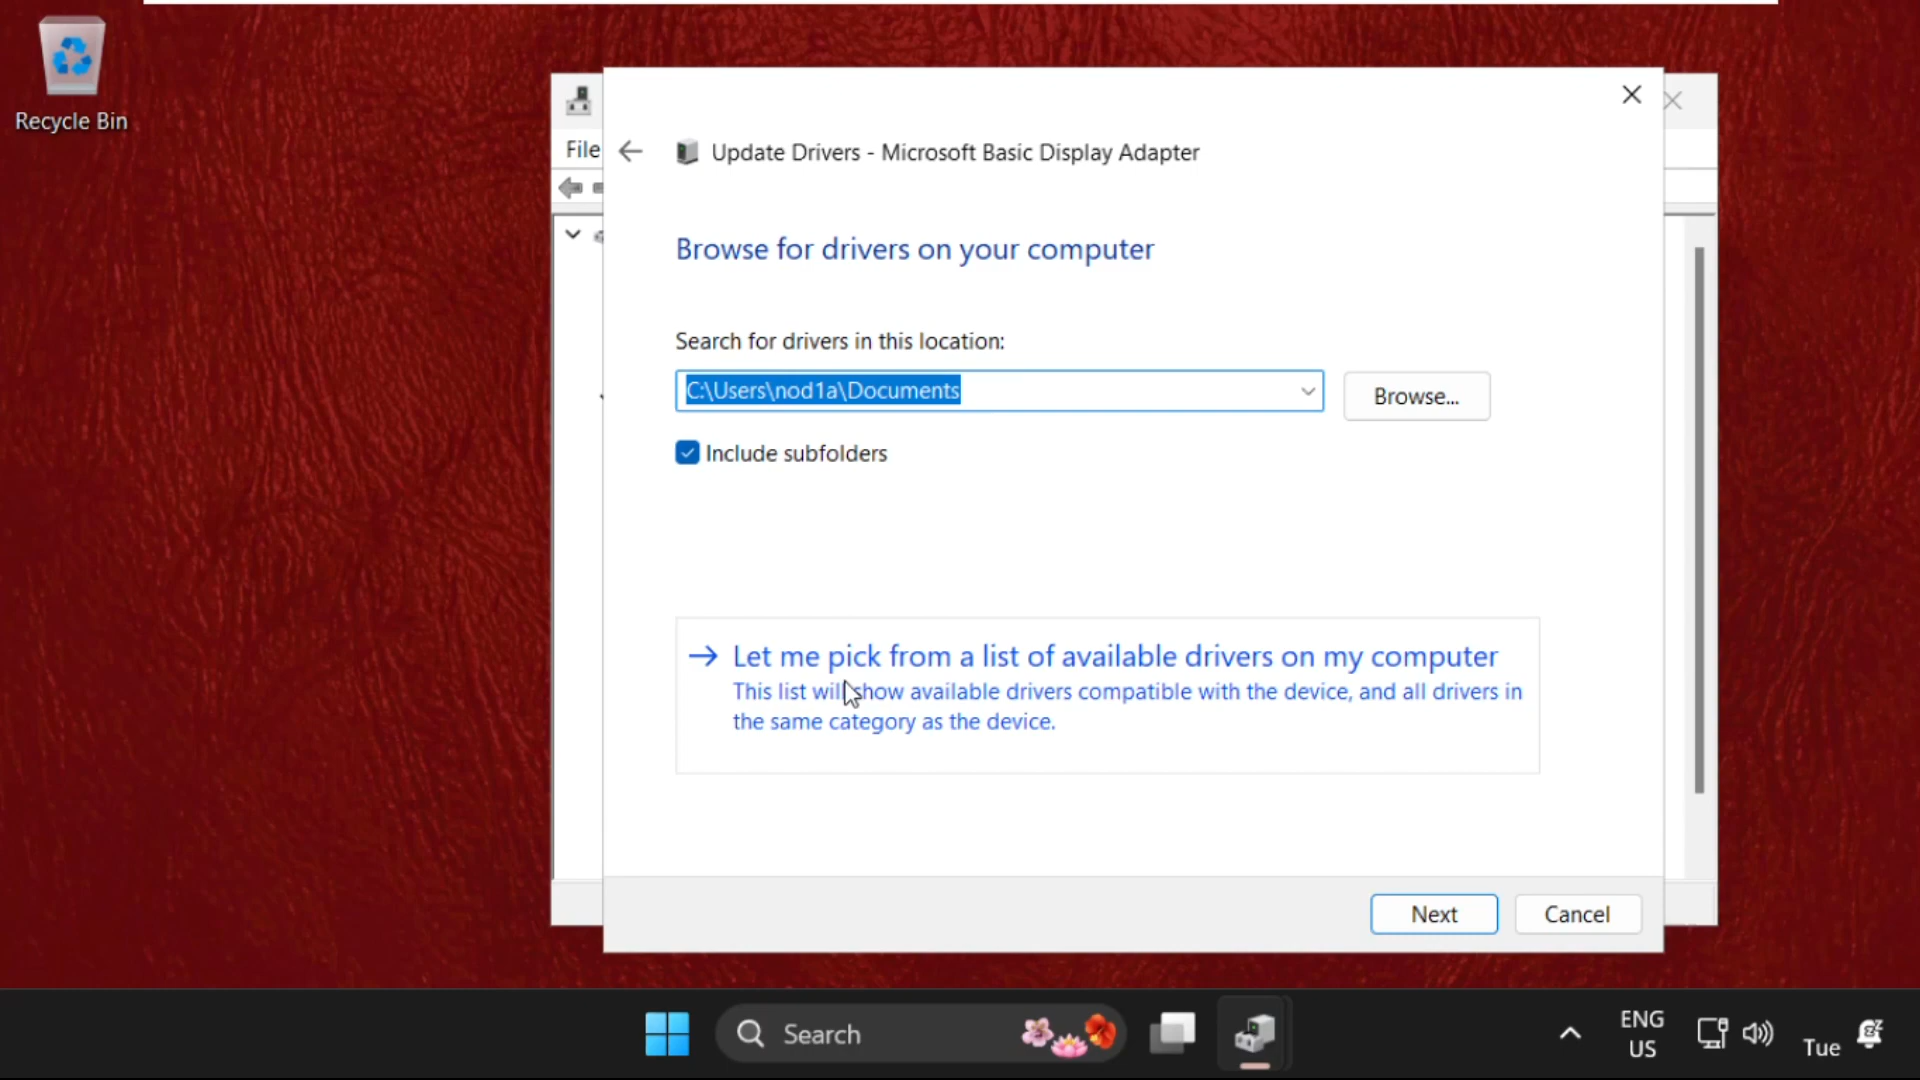 Recycle Bin
File
Update Drivers - Microsoft Basic Display Adapter
Browse for drivers on your computer
Search for drivers in this location:
C:\Users\nod1a\Documents
Browse...
Include subfolders
Let me pick from a list of available drivers on my computer
This list will show available drivers compatible with the device, and all drivers in
the same category as the device.
Next
Cancel
Search
ENG
US
Tue